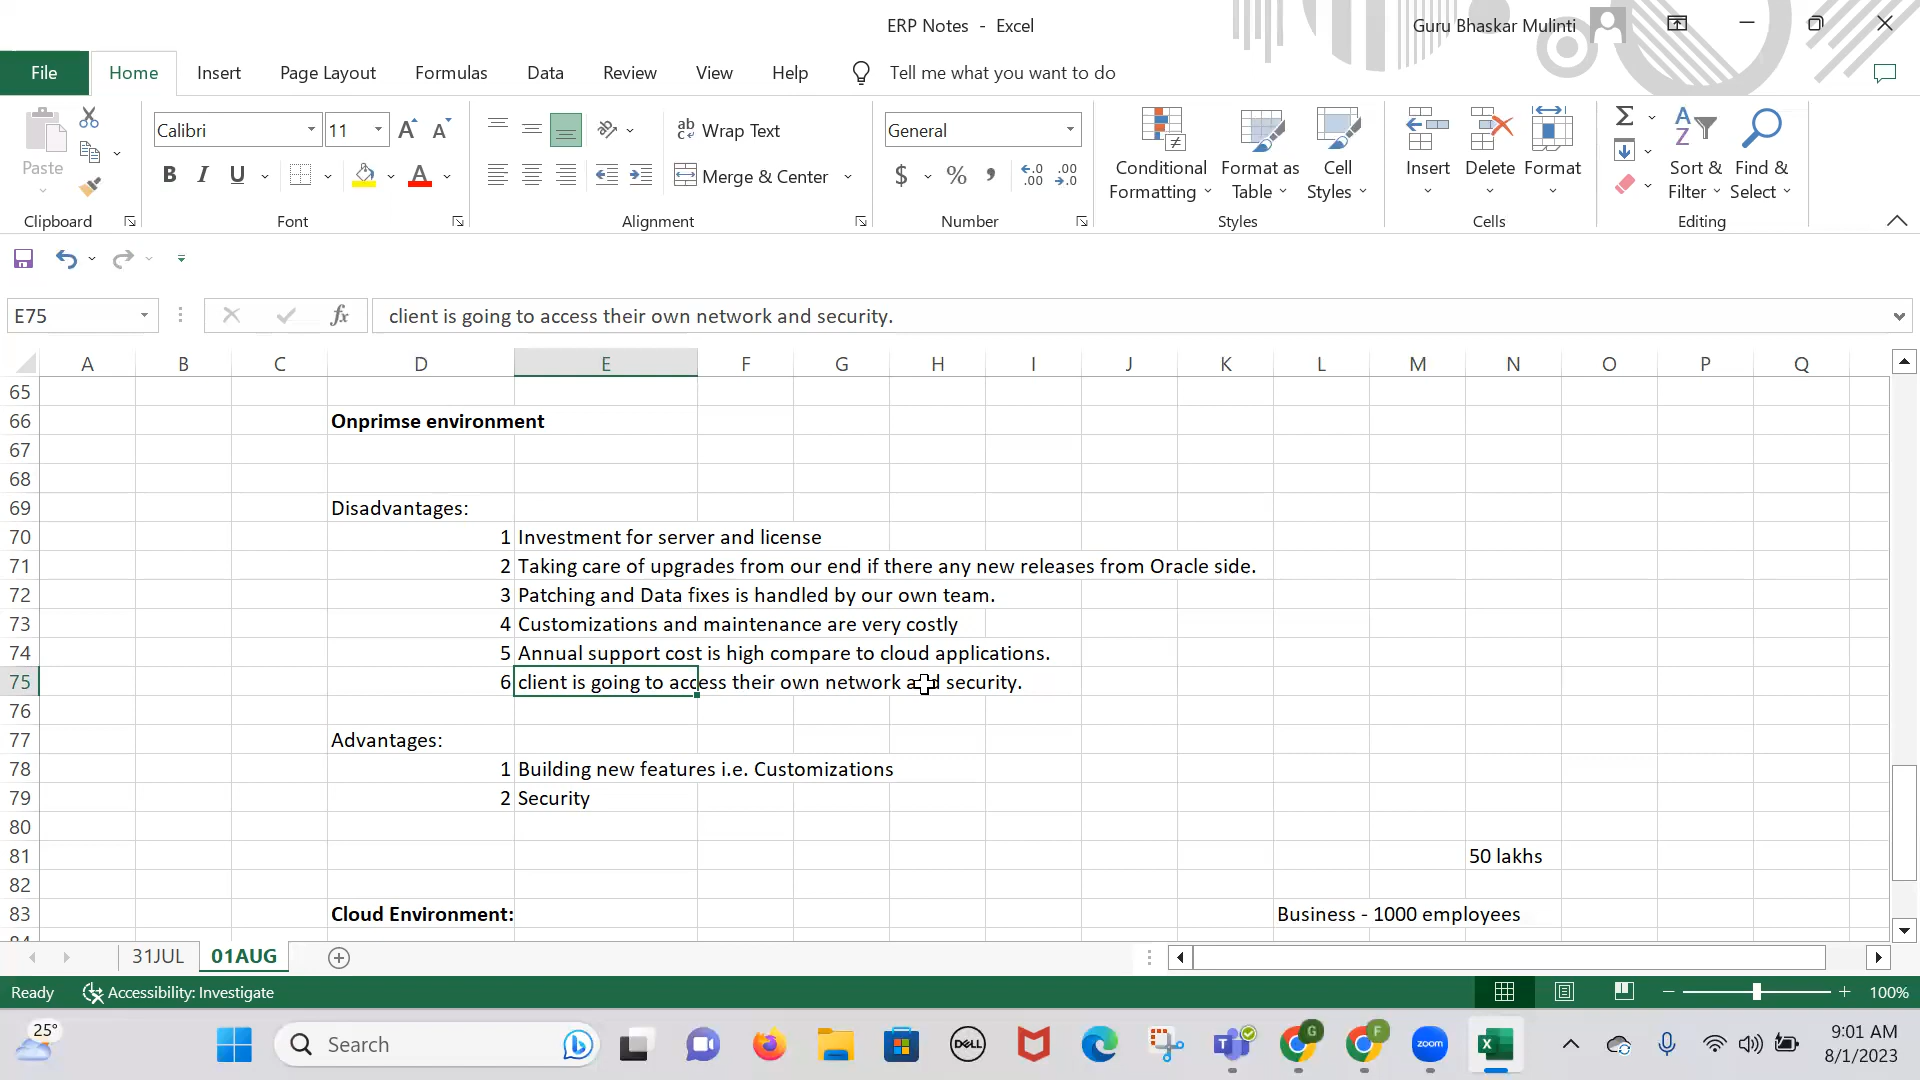 ERP Notes - Excel
Guru Bhaskar Mulinti
File Home Insert Page Layout Formulas Data Review View Help Tell me what you want to do
Paste
Clipboard
Calibri 11
B I U
Font
Wrap Text
Merge & Center
Alignment
General
$ % ,
Number
Conditional Formatting
Format as Table
Cell Styles
Styles
Insert Delete Format
Cells
Sort & Filter
Find & Select
Editing
E75
fx client is going to access their own network and security.
A B C D E F G H I J K L M N O P Q
65
66 Onprimse environment
67
68
69 Disadvantages:
70 1 Investment for server and license
71 2 Taking care of upgrades from our end if there any new releases from Oracle side.
72 3 Patching and Data fixes is handled by our own team.
73 4 Customizations and maintenance are very costly
74 5 Annual support cost is high compare to cloud applications.
75 6 client is going to access their own network and security.
76
77 Advantages:
78 1 Building new features i.e. Customizations
79 2 Security
80
81 50 lakhs
82
83 Cloud Environment: Business - 1000 employees
84
31JUL 01AUG
Ready Accessibility: Investigate 100%
25°
Search
DELL
zoom
9:01 AM
8/1/2023